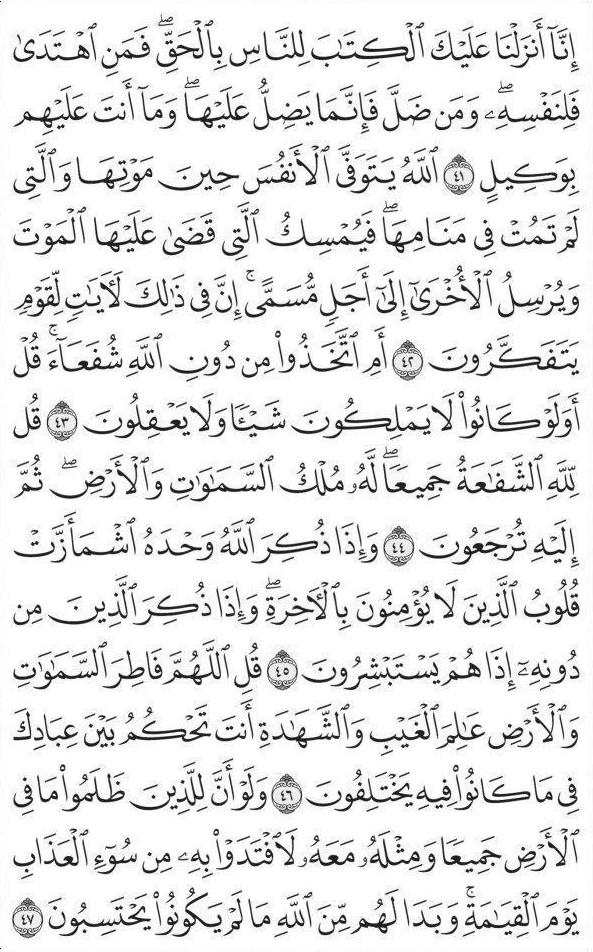 إِنَّآ أَنزَلْنَا عَلَيْكَ ٱلْكِتَٰبَ لِلنَّاسِ بِٱلْحَقِّۖ فَمَنِ ٱهْتَدَىٰ
فَلِنَفْسِهِۦۖ وَمَن ضَلَّ فَإِنَّمَا يَضِلُّ عَلَيْهَاۖ وَمَآ أَنتَ عَلَيْهِم
بِوَكِيلٍ ٤١ ٱللَّهُ يَتَوَفَّى ٱلْأَنفُسَ حِينَ مَوْتِهَا وَٱلَّتِى
لَمْ تَمُتْ فِى مَنَامِهَاۖ فَيُمْسِكُ ٱلَّتِى قَضَىٰ عَلَيْهَا ٱلْمَوْتَ
وَيُرْسِلُ ٱلْأُخْرَىٰٓ إِلَىٰٓ أَجَلٍ مُّسَمًّىۚ إِنَّ فِى ذَٰلِكَ لَءَايَٰتٍ لِّقَوْمٍ
يَتَفَكَّرُونَ ٤٢ أَمِ ٱتَّخَذُوا۟ مِن دُونِ ٱللَّهِ شُفَعَآءَۚ قُلْ
أَوَلَوْ كَانُوا۟ لَا يَمْلِكُونَ شَيْـًٔا وَلَا يَعْقِلُونَ ٤٣ قُل
لِّلَّهِ ٱلشَّفَٰعَةُ جَمِيعًاۖ لَّهُۥ مُلْكُ ٱلسَّمَٰوَٰتِ وَٱلْأَرْضِۖ ثُمَّ
إِلَيْهِ تُرْجَعُونَ ٤٤ وَإِذَا ذُكِرَ ٱللَّهُ وَحْدَهُ ٱشْمَأَزَّتْ
قُلُوبُ ٱلَّذِينَ لَا يُؤْمِنُونَ بِٱلْءَاخِرَةِۖ وَإِذَا ذُكِرَ ٱلَّذِينَ مِن
دُونِهِۦٓ إِذَا هُمْ يَسْتَبْشِرُونَ ٤٥ قُلِ ٱللَّهُمَّ فَاطِرَ ٱلسَّمَٰوَٰتِ
وَٱلْأَرْضِ عَٰلِمَ ٱلْغَيْبِ وَٱلشَّهَٰدَةِ أَنتَ تَحْكُمُ بَيْنَ عِبَادِكَ
فِى مَا كَانُوا۟ فِيهِ يَخْتَلِفُونَ ٤٦ وَلَوْ أَنَّ لِلَّذِينَ ظَلَمُوا۟ مَا فِى
ٱلْأَرْضِ جَمِيعًا وَمِثْلَهُۥ مَعَهُۥ لَٱفْتَدَوْا۟ بِهِۦ مِن سُوٓءِ ٱلْعَذَابِ
يَوْمَ ٱلْقِيَٰمَةِۚ وَبَدَا لَهُم مِّنَ ٱللَّهِ مَا لَمْ يَكُونُوا۟ يَحْتَسِبُونَ ٤٧